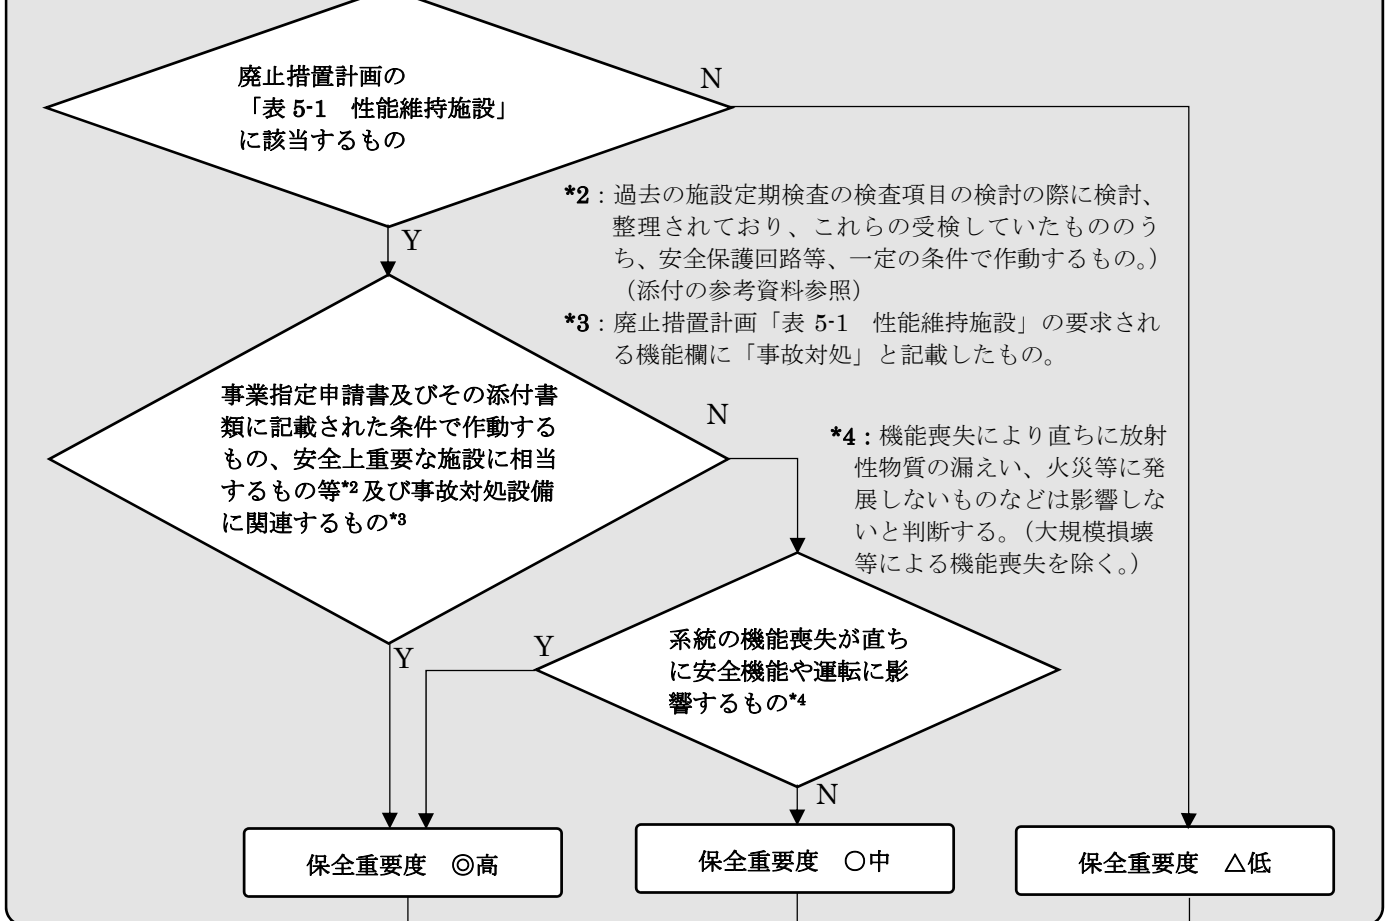 廃止措置計画の
「表 5-1　性能維持施設」
に該当するもの
N
*2：過去の施設定期検査の検査項目の検討の際に検討、
整理されており、これらの受検していたもののう
ち、安全保護回路等、一定の条件で作動するもの。）
（添付の参考資料参照）
*3：廃止措置計画「表 5-1　性能維持施設」の要求され
る機能欄に「事故対処」と記載したもの。
Y
事業指定申請書及びその添付書
類に記載された条件で作動する
もの、安全上重要な施設に相当
するもの等*2 及び事故対処設備
に関連するもの*3
N
*4：機能喪失により直ちに放射
性物質の漏えい、火災等に発
展しないものなどは影響しな
いと判断する。（大規模損壊
等による機能喪失を除く。）
Y
Y
系統の機能喪失が直ち
に安全機能や運転に影
響するもの*4
N
保全重要度　◎高
保全重要度　○中
保全重要度　△低